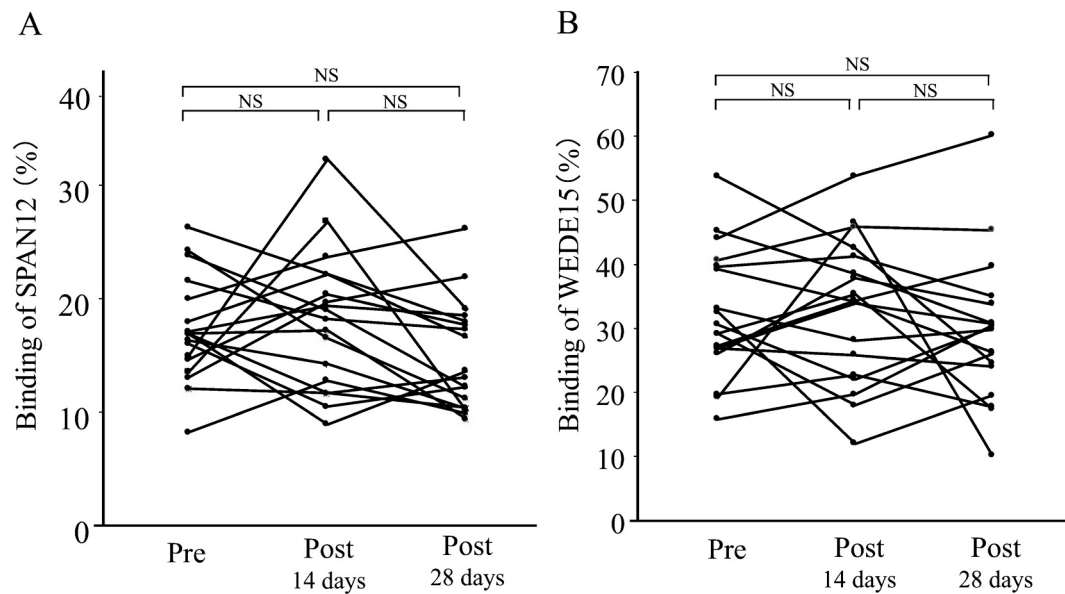 A
NS
NS
NS
Binding of SPAN12 (%)
40
30
20
10
0
Pre
Post
14 days
Post
28 days
B
NS
NS
NS
Binding of WEDE15 (%)
70
60
50
40
30
20
10
0
Pre
Post
14 days
Post
28 days